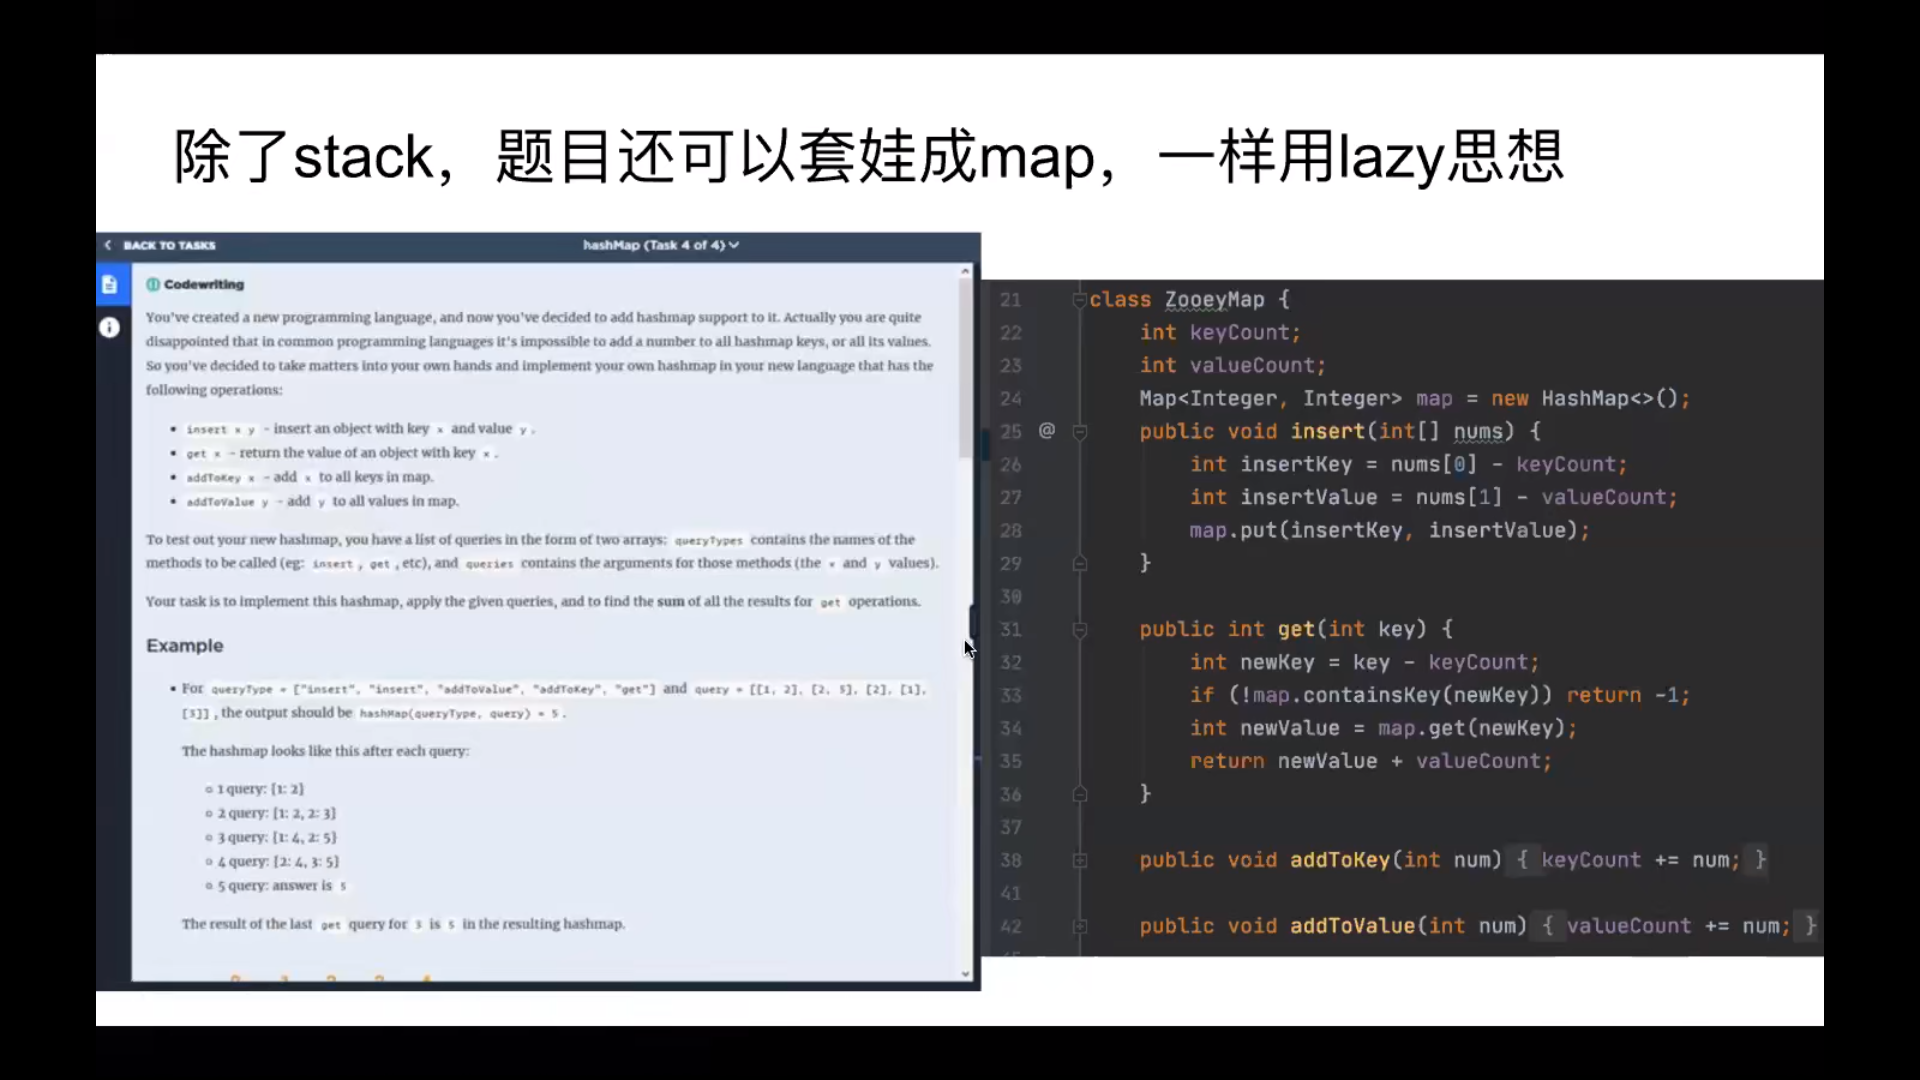 除了stack，题目还可以套娃成map，一样用lazy思想
BACK TO TASKS
hashMap (Task 4 of 4)
Codewriting
You've created a new programming language, and now you've decided to add hashmap support to it. Actually you are quite
disappointed that in common programming languages it's impossible to add a number to all hashmap keys, or all its values.
So you've decided to take matters into your own hands and implement your own hashmap in your new language that has the
following operations:
• insert x y - insert an object with key x and value y .
• get x - return the value of an object with key x .
• addToKey x - add x to all keys in map.
• addToValue y - add y to all values in map.
To test out your new hashmap, you have a list of queries in the form of two arrays: queryTypes contains the names of the
methods to be called (eg: insert , get , etc), and queries contains the arguments for those methods (the x and y values).
Your task is to implement this hashmap, apply the given queries, and to find the sum of all the results for get operations.
Example
• For queryType = ["insert", "insert", "addToValue", "addToKey", "get"] and query = [[1, 2], [2, 3], [2], [1],
[3]] , the output should be hashMap(queryType, query) = 5 .
The hashmap looks like this after each query:
1 query: {1: 2}
2 query: {1: 2, 2: 3}
3 query: {1: 4, 2: 5}
4 query: {2: 4, 3: 5}
5 query: answer is 5
The result of the last get query for 3 is 5 in the resulting hashmap.
21 class ZooeyMap {
22 int keyCount;
23 int valueCount;
24 Map<Integer, Integer> map = new HashMap<>();
25 @ public void insert(int[] nums) {
26 int insertKey = nums[0] - keyCount;
27 int insertValue = nums[1] - valueCount;
28 map.put(insertKey, insertValue);
29 }
30
31 public int get(int key) {
32 int newKey = key - keyCount;
33 if (!map.containsKey(newKey)) return -1;
34 int newValue = map.get(newKey);
35 return newValue + valueCount;
36 }
37
38 public void addToKey(int num) { keyCount += num; }
41
42 public void addToValue(int num) { valueCount += num; }